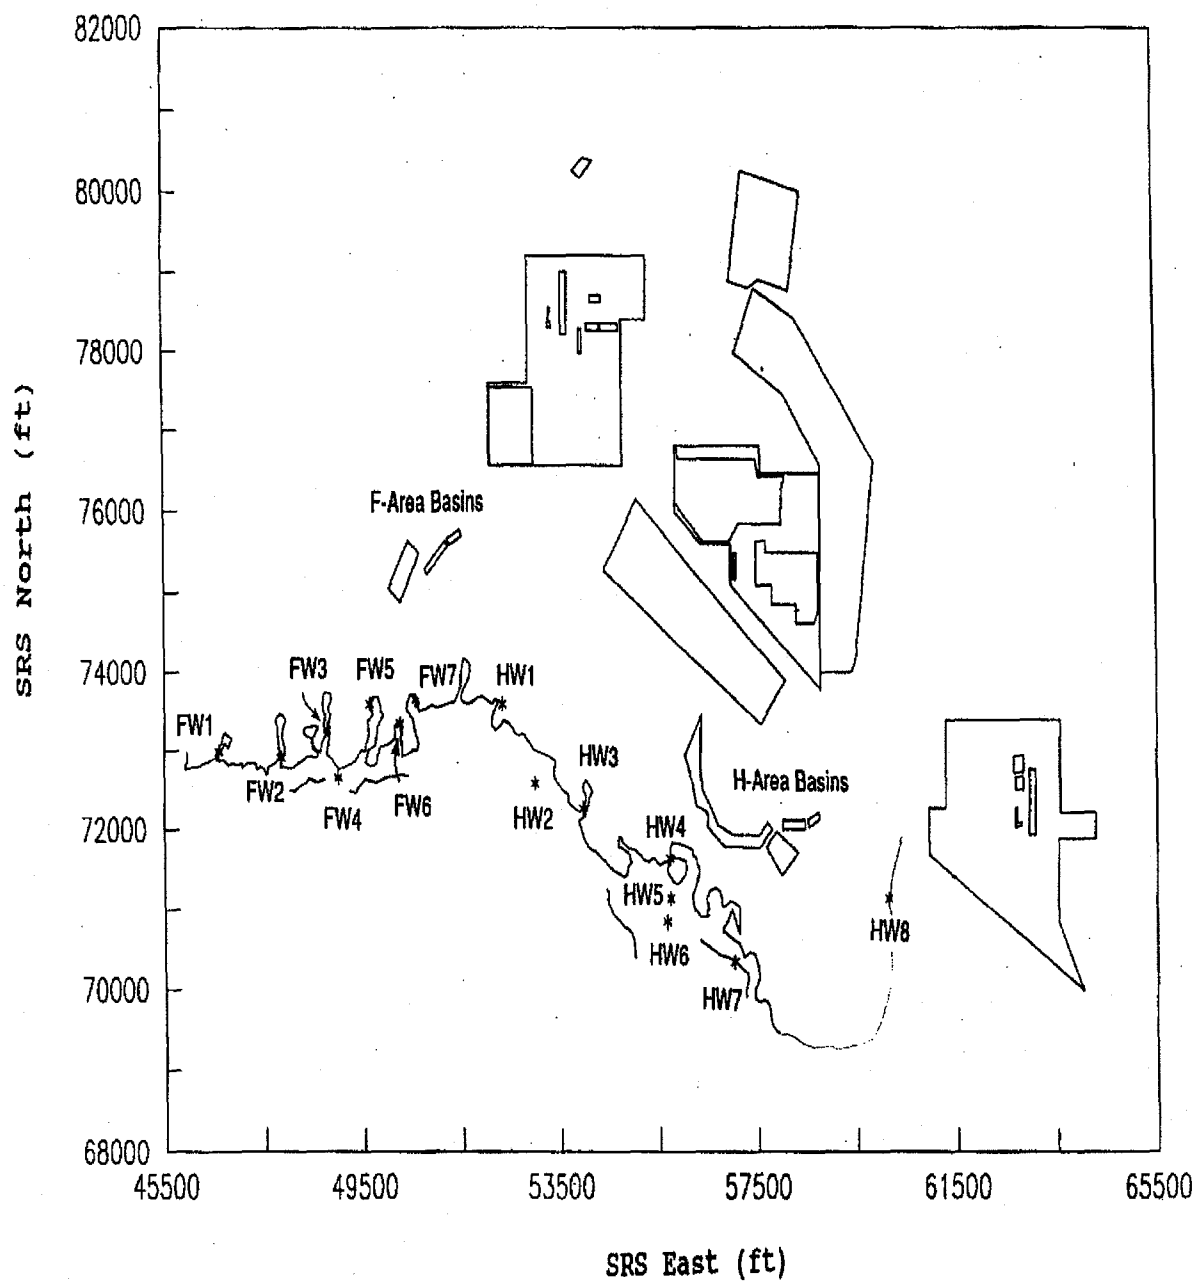 82000
80000
78000
SRS North (ft)
F-Area Basins
76000
74000
FW3
FW5
FW7
HW1
FW1
HW3
H-Area Basins
FW2
FW4
FW6
HW2
72000
HW4
HW5
HW8
HW6
HW7
70000
68000
45500 49500 53500 57500 61500 65500
SRS East (ft)